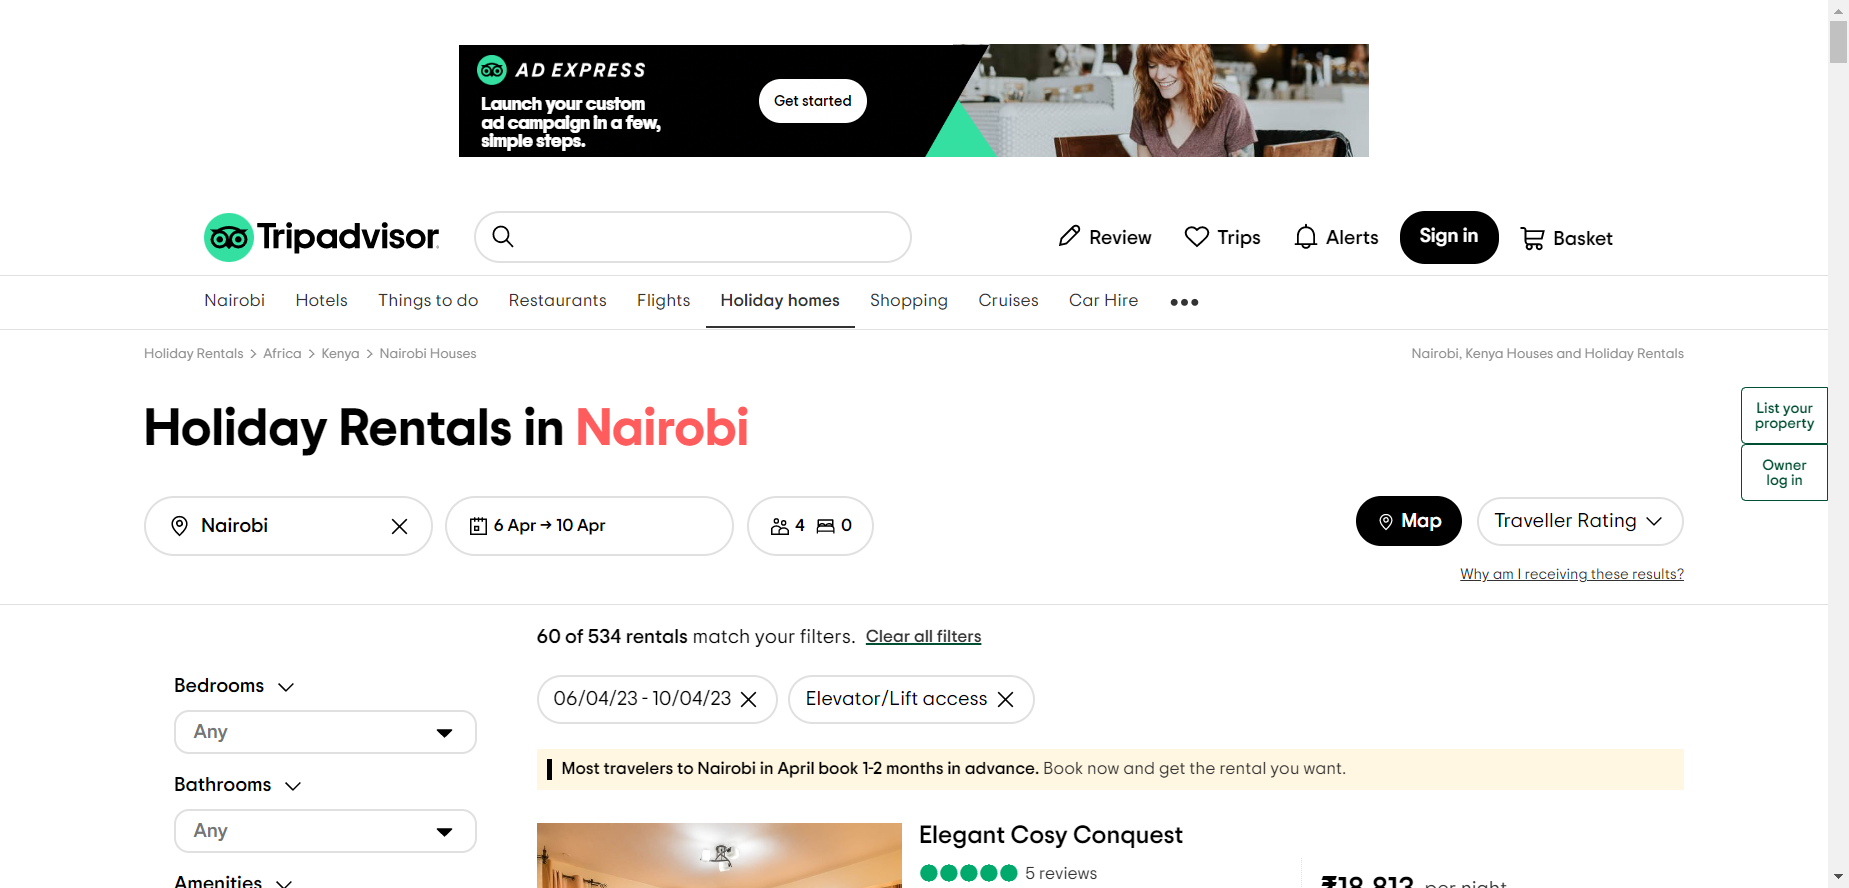 AD EXPRESS
Launch your custom
ad campaign in a few,
simple steps.
Get started
Tripadvisor
Review
Trips
Alerts
Sign in
Basket
Nairobi
Hotels
Things to do
Restaurants
Flights
Holiday homes
Shopping
Cruises
Car Hire
Holiday Rentals > Africa > Kenya > Nairobi Houses
Nairobi, Kenya Houses and Holiday Rentals
Holiday Rentals in Nairobi
List your
property
Owner
log in
Nairobi
6 Apr → 10 Apr
4
0
Map
Traveller Rating
Why am I receiving these results?
60 of 534 rentals match your filters. Clear all filters
06/04/23 - 10/04/23
Elevator/Lift access
Bedrooms
Any
Bathrooms
Any
Amenities
Most travelers to Nairobi in April book 1-2 months in advance. Book now and get the rental you want.
Elegant Cosy Conquest
5 reviews
₹18,813 per night